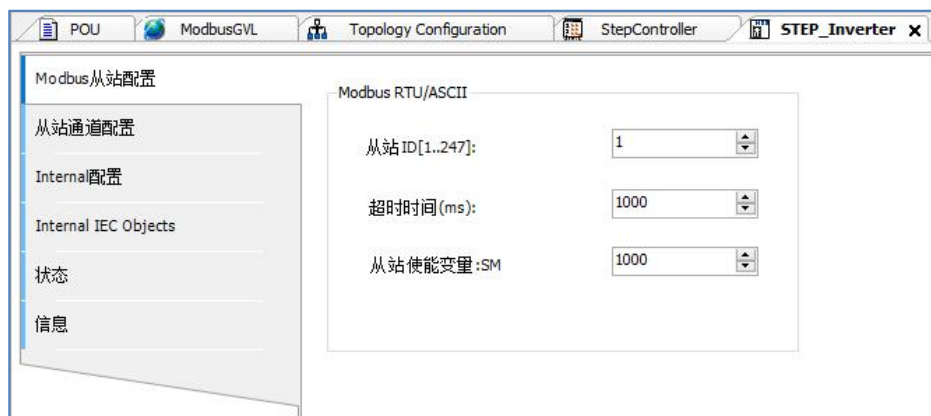 POU ModbusGVL Topology Configuration StepController STEP_Inverter
Modbus从站配置
从站通道配置
Internal配置
Internal IEC Objects
状态
信息
Modbus RTU/ASCII
从站ID[1..247]: 1
超时时间(ms): 1000
从站使能变量:SM 1000